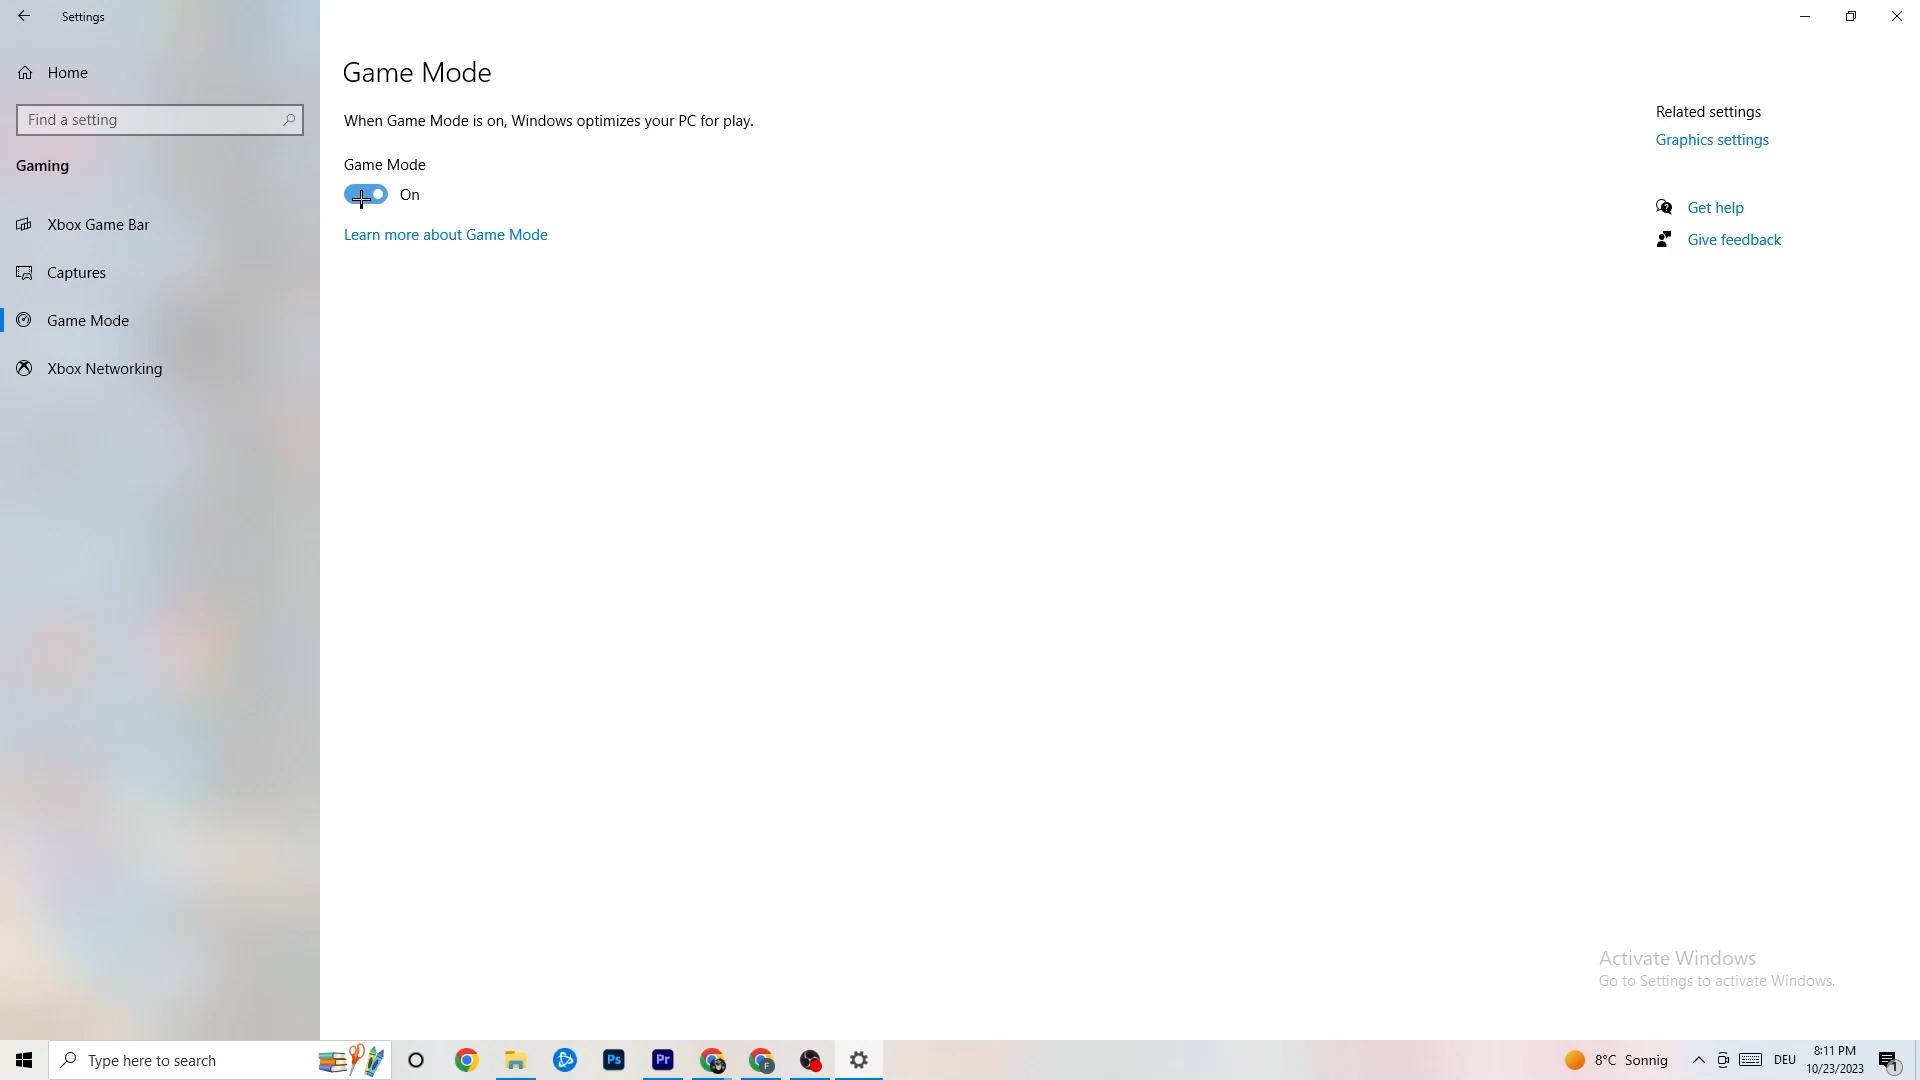 Settings
Home
Find a setting
Gaming
Xbox Game Bar
Captures
Game Mode
Xbox Networking
Game Mode
When Game Mode is on, Windows optimizes your PC for play.
Game Mode
On
Learn more about Game Mode
Related settings
Graphics settings
Get help
Give feedback
Activate Windows
Go to Settings to activate Windows.
Type here to search
Ps
Pr
F
8°C Sonnig
DEU
8:11 PM
10/23/2023
1